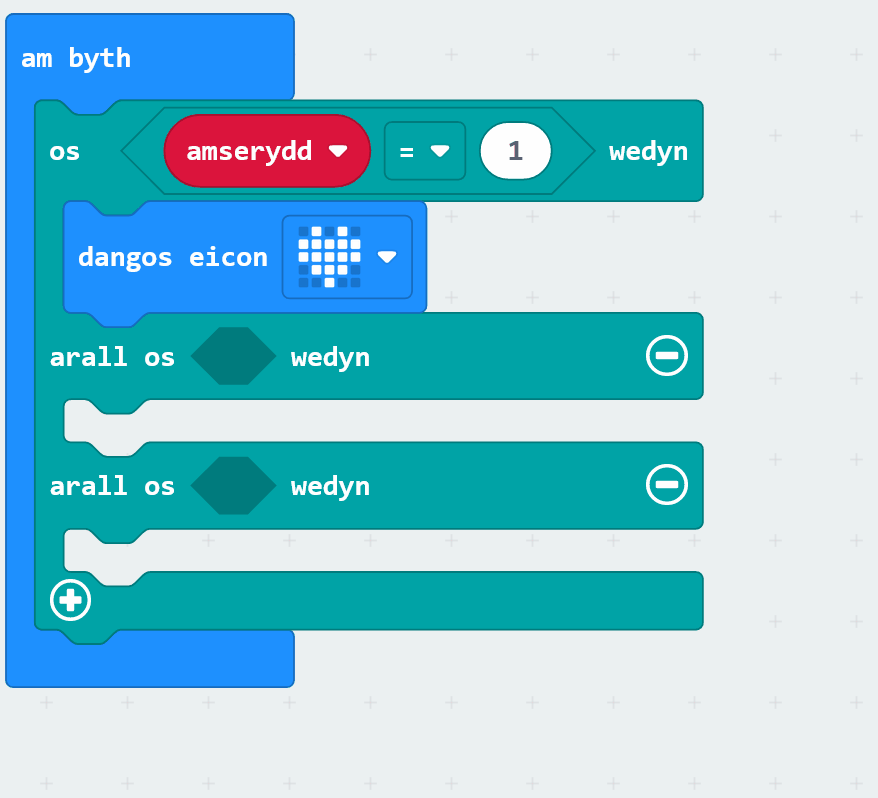 am byth
os amserydd = 1 wedyn
dangos eicon
arall os wedyn
arall os wedyn